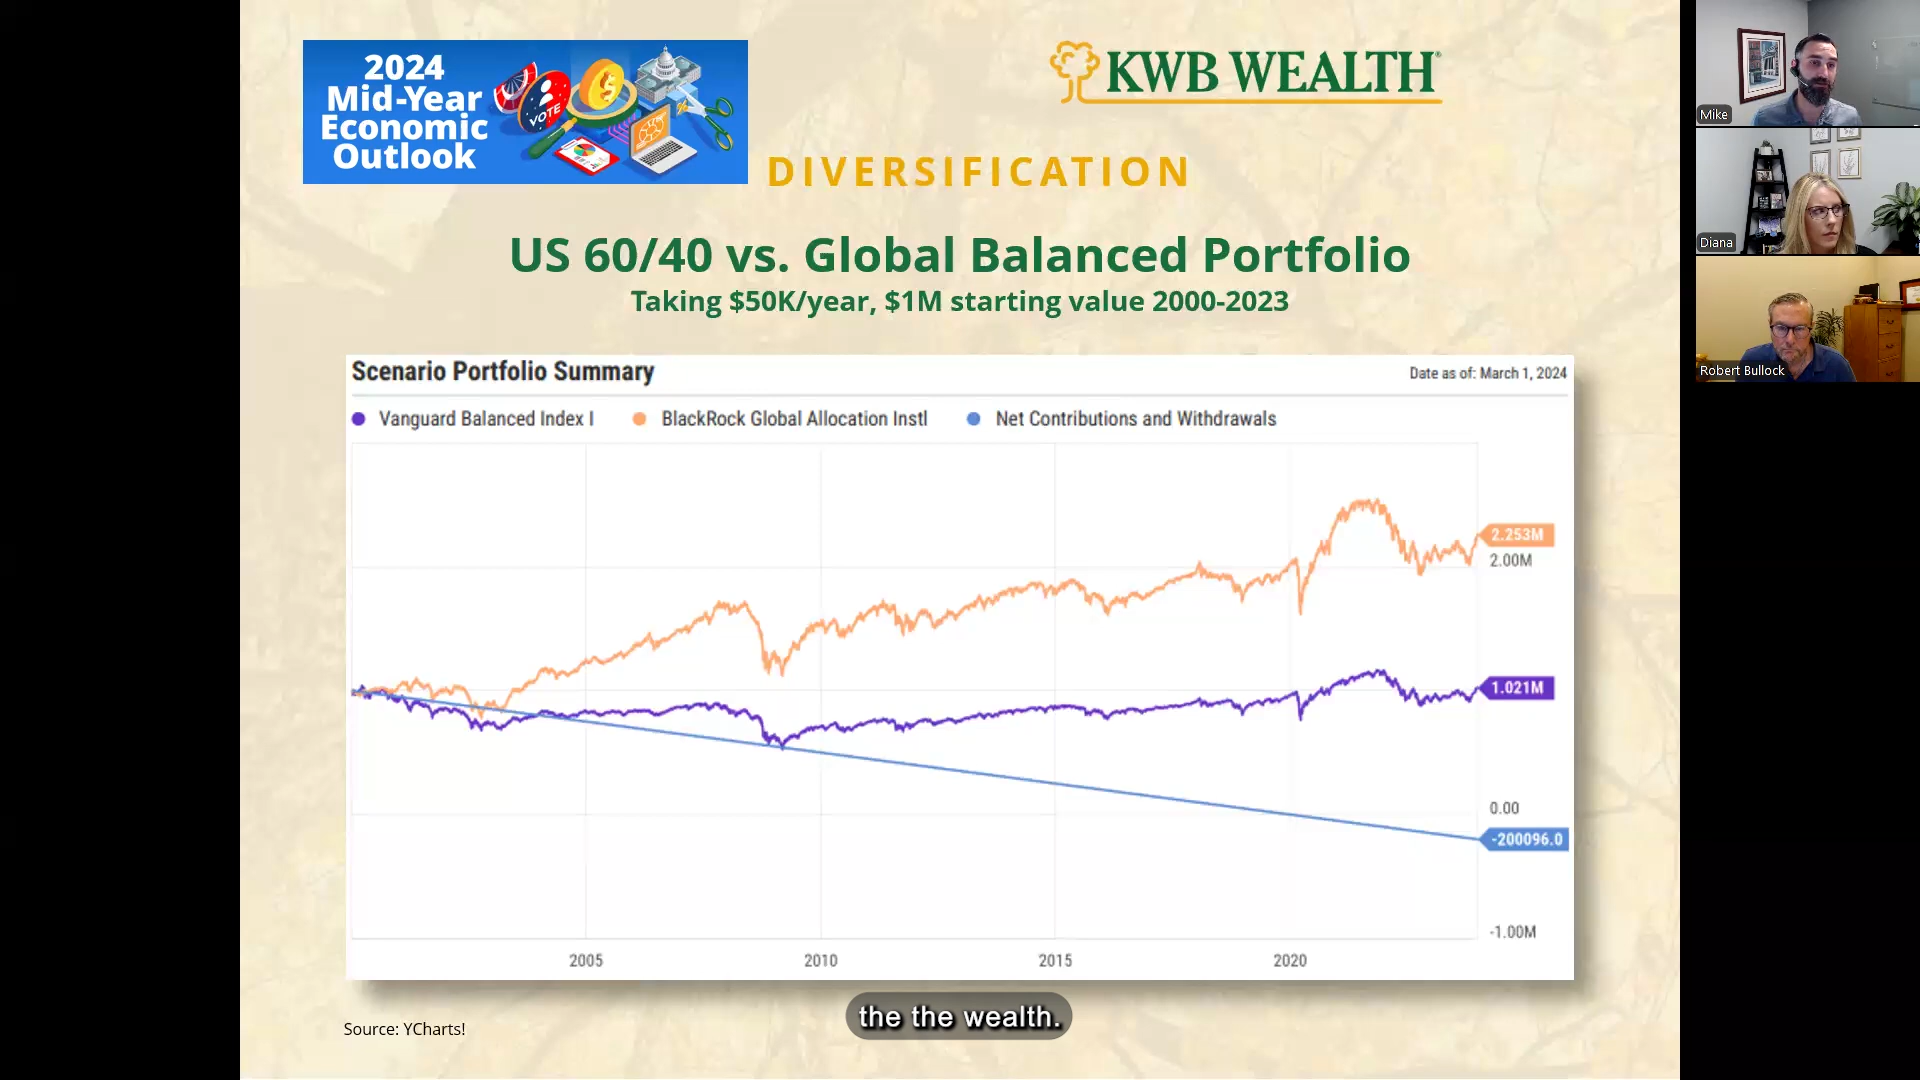 2024
Mid-Year
Economic
Outlook
VOTE
KWB WEALTH
DIVERSIFICATION
US 60/40 vs. Global Balanced Portfolio
Taking $50K/year, $1M starting value 2000-2023
Scenario Portfolio Summary
Date as of: March 1, 2024
Vanguard Balanced Index I
BlackRock Global Allocation Instl
Net Contributions and Withdrawals
2.253M
2.00M
1.021M
0.00
-200096.0
-1.00M
2005 2010 2015 2020
the the wealth.
Source: YCharts!
Mike
Diana
Robert Bullock